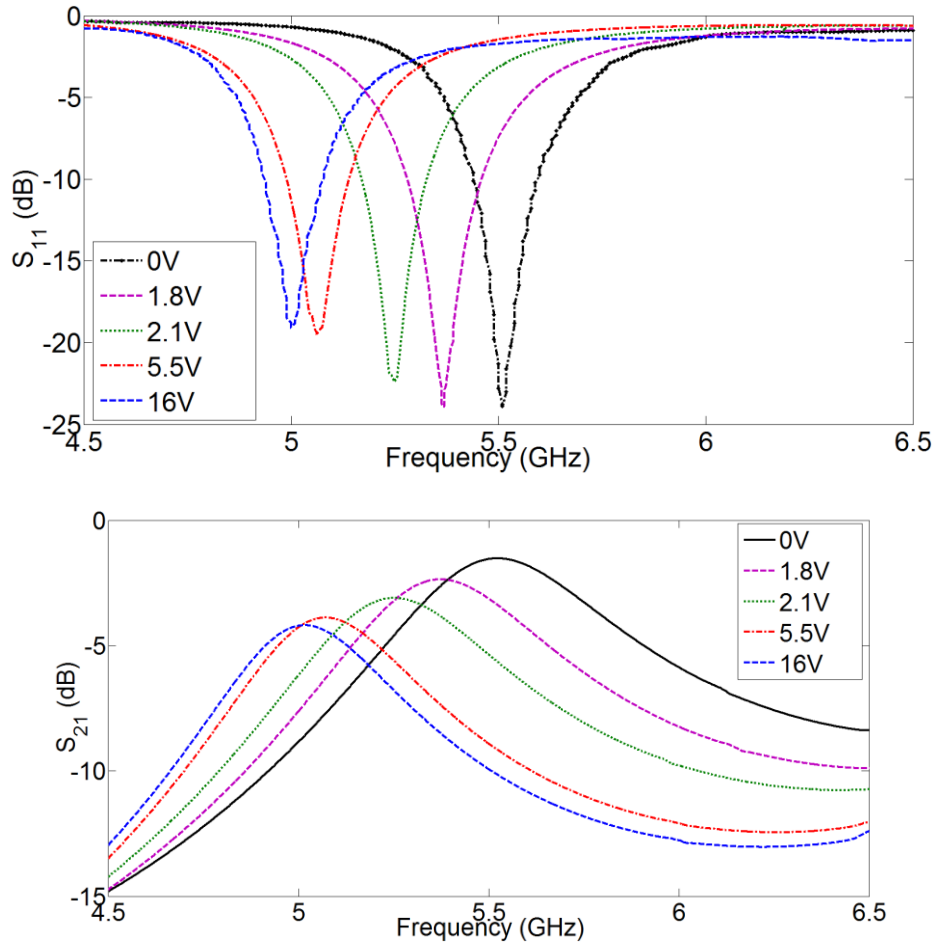 0
-5
-10
-15
-20
-25
S11 (dB)
0V
1.8V
2.1V
5.5V
16V
4.5
5
5.5
6
6.5
Frequency (GHz)
0
-5
-10
-15
S21 (dB)
0V
1.8V
2.1V
5.5V
16V
4.5
5
5.5
6
6.5
Frequency (GHz)